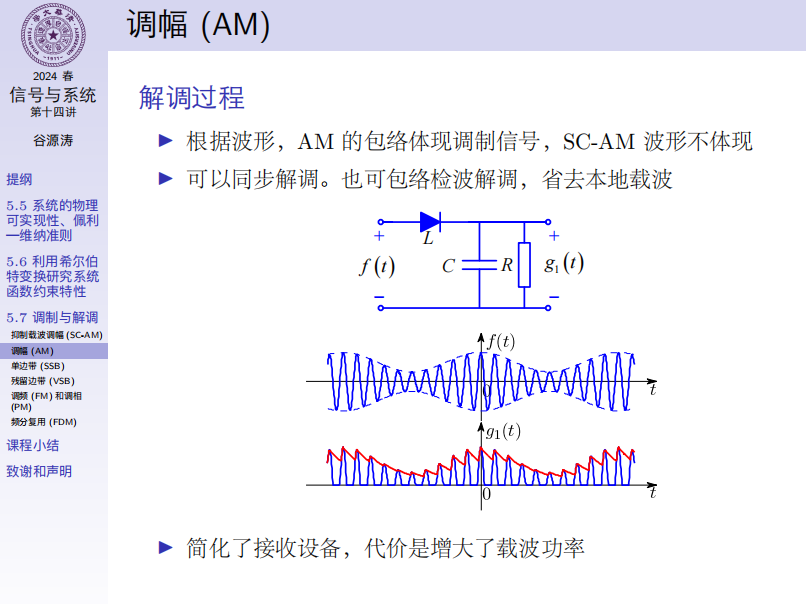 调幅 (AM)
2024 春
信号与系统
第十四讲
谷源涛
提纲
5.5 系统的物理
可实现性、佩利
—维纳准则
5.6 利用希尔伯
特变换研究系统
函数约束特性
5.7 调制与解调
抑制载波调幅 (SC-AM)
调幅 (AM)
单边带 (SSB)
残留边带 (VSB)
调频 (FM) 和调相
(PM)
频分复用 (FDM)
课程小结
致谢和声明
解调过程
根据波形，AM 的包络体现调制信号，SC-AM 波形不体现
可以同步解调。也可包络检波解调，省去本地载波
L
+ +
f(t) C R g₁(t)
− −
f(t)
0 t
g₁(t)
0 t
简化了接收设备，代价是增大了载波功率